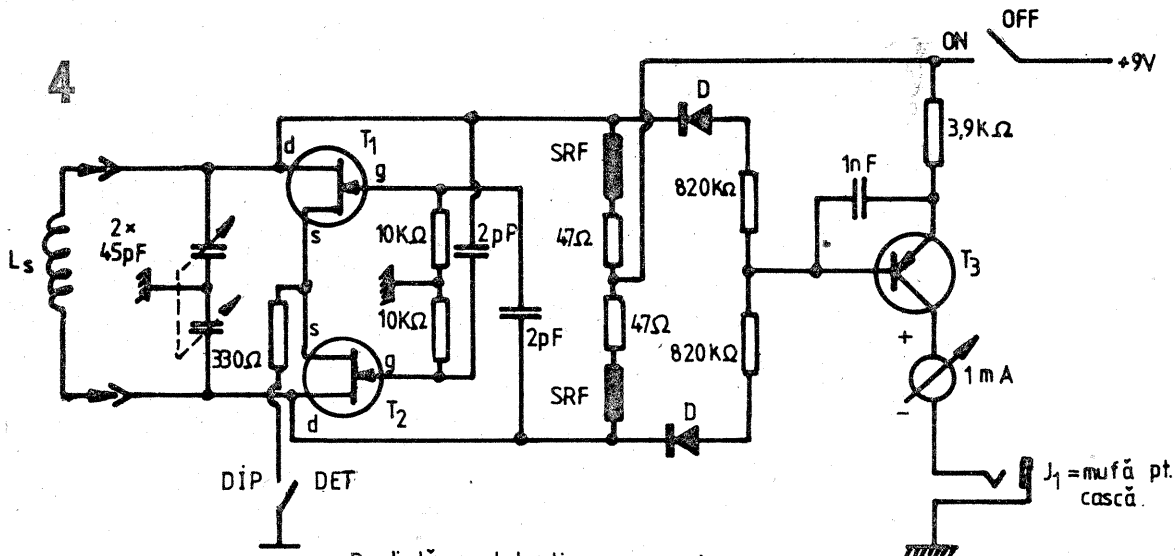 4
OFF
ON
+9V
D
3,9KΩ
d
T1
g
SRF
1nF
820KΩ
2×
45pF
Ls
10KΩ
2pF
47Ω
s
T3
10KΩ
s
2pF
47Ω
820KΩ
330Ω
g
+
1mA
SRF
-
T2
d
D
DİP
DET
J1 = mufă pt.
cască.